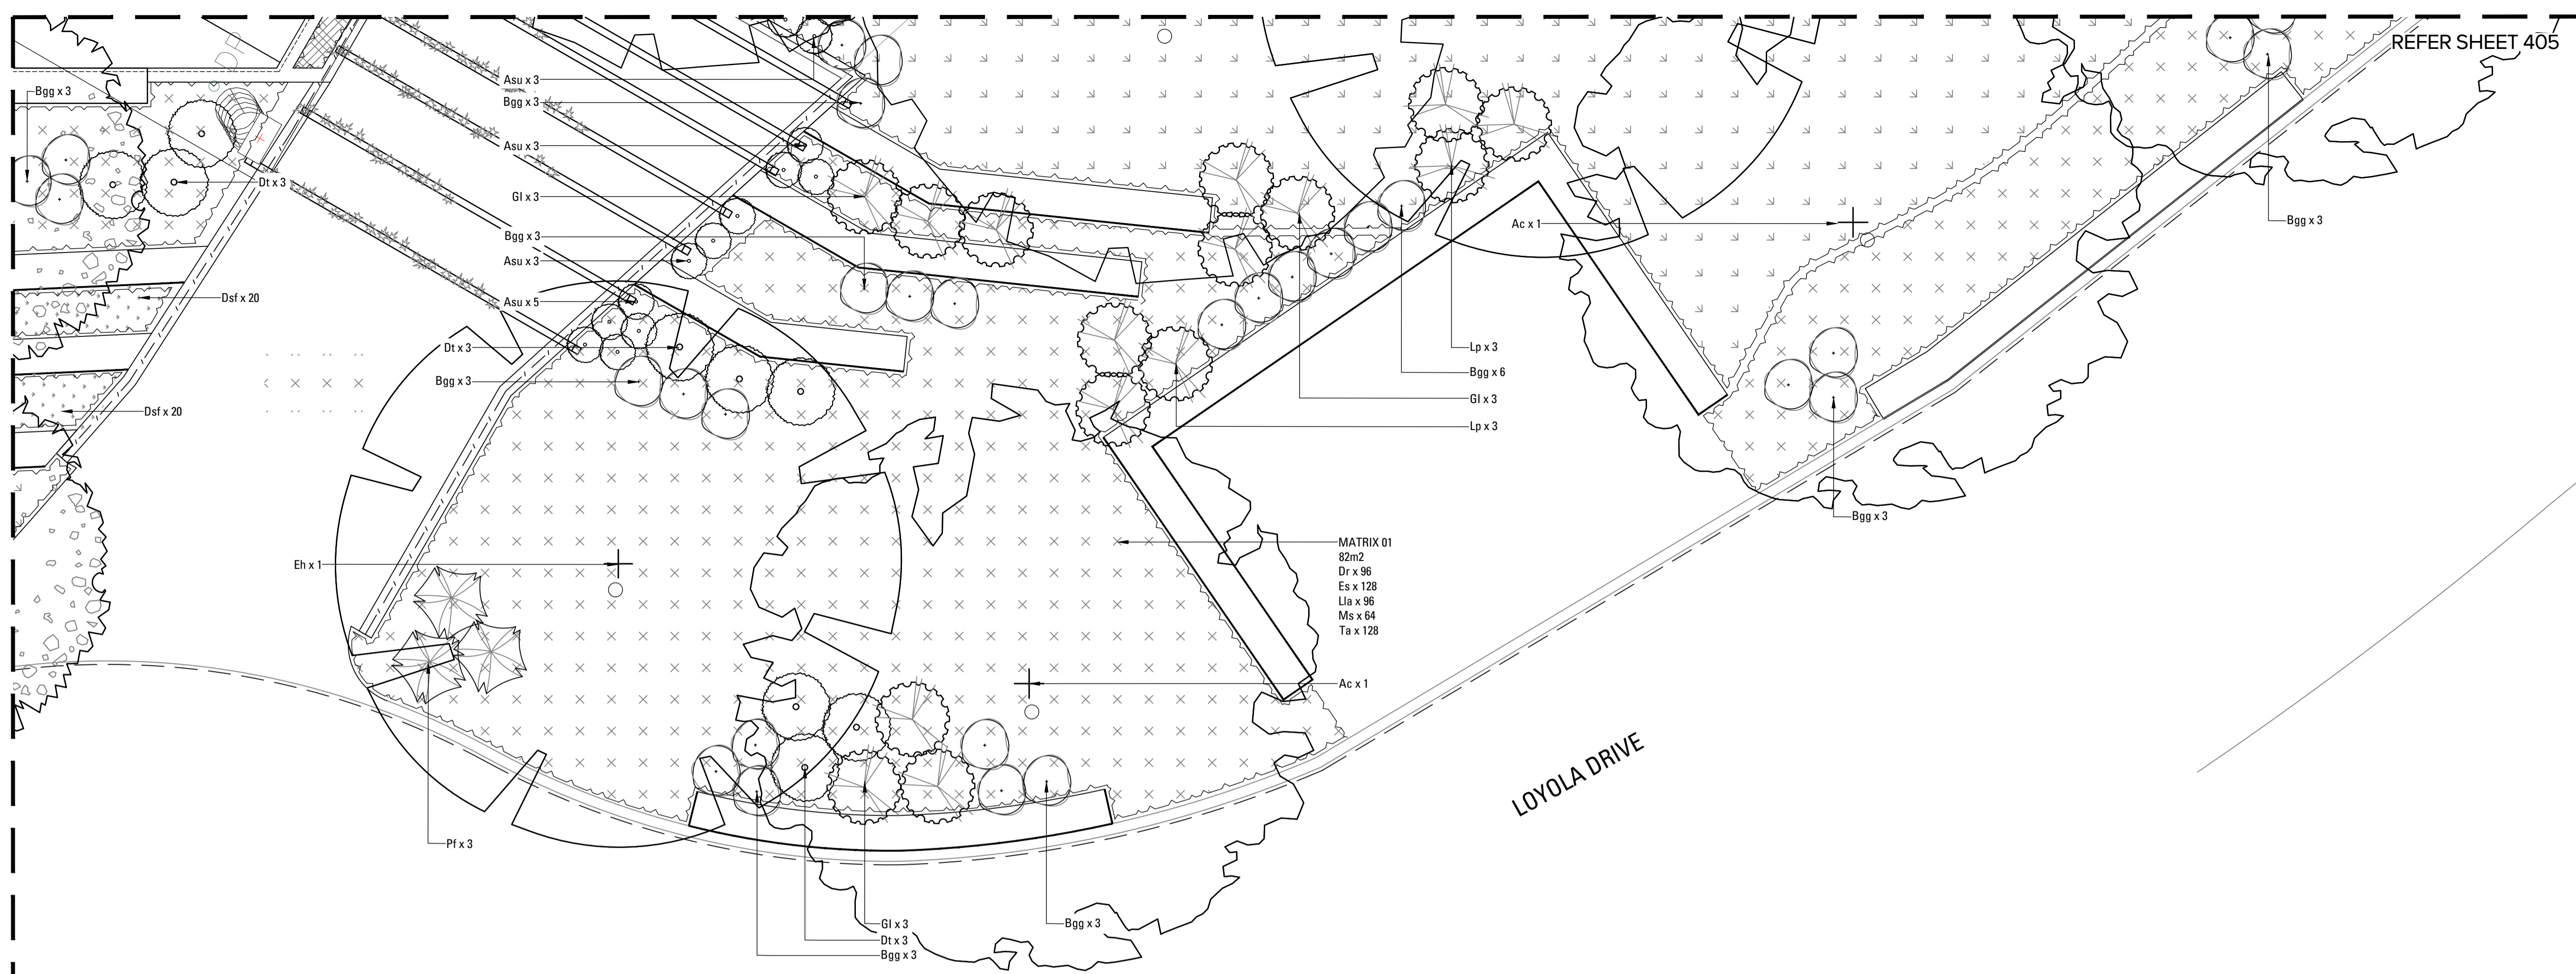 REFER SHEET 405
Asu x 3
Bgg x 3
Bgg x 3
Asu x 3
Dt x 3
Gl x 3
Ac x 1
Bgg x 3
Bgg x 3
Asu x 3
Dsf x 20
Asu x 5
Dt x 3
Lp x 3
Bgg x 3
Bgg x 6
Gl x 3
Dsf x 20
Lp x 3
Bgg x 3
MATRIX 01
82m2
Dr x 96
Es x 128
Lla x 96
Ms x 64
Ta x 128
Eh x 1
Ac x 1
LOYOLA DRIVE
Pf x 3
Gl x 3
Bgg x 3
Dt x 3
Bgg x 3